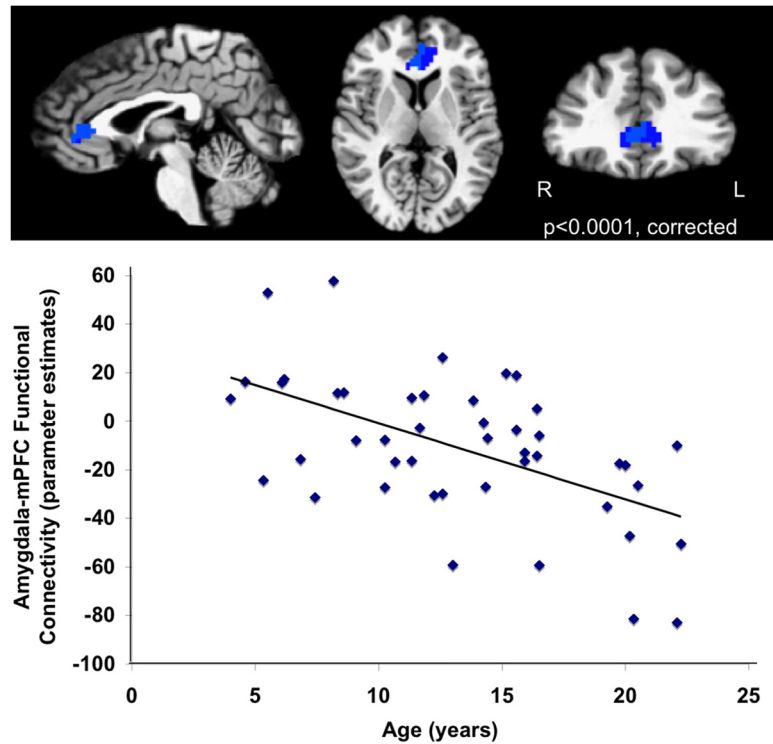 R L
p<0.0001, corrected
Amygdala-mPFC Functional
Connectivity (parameter estimates)
60
40
20
0
-20
-40
-60
-80
-100
0 5 10 15 20 25
Age (years)